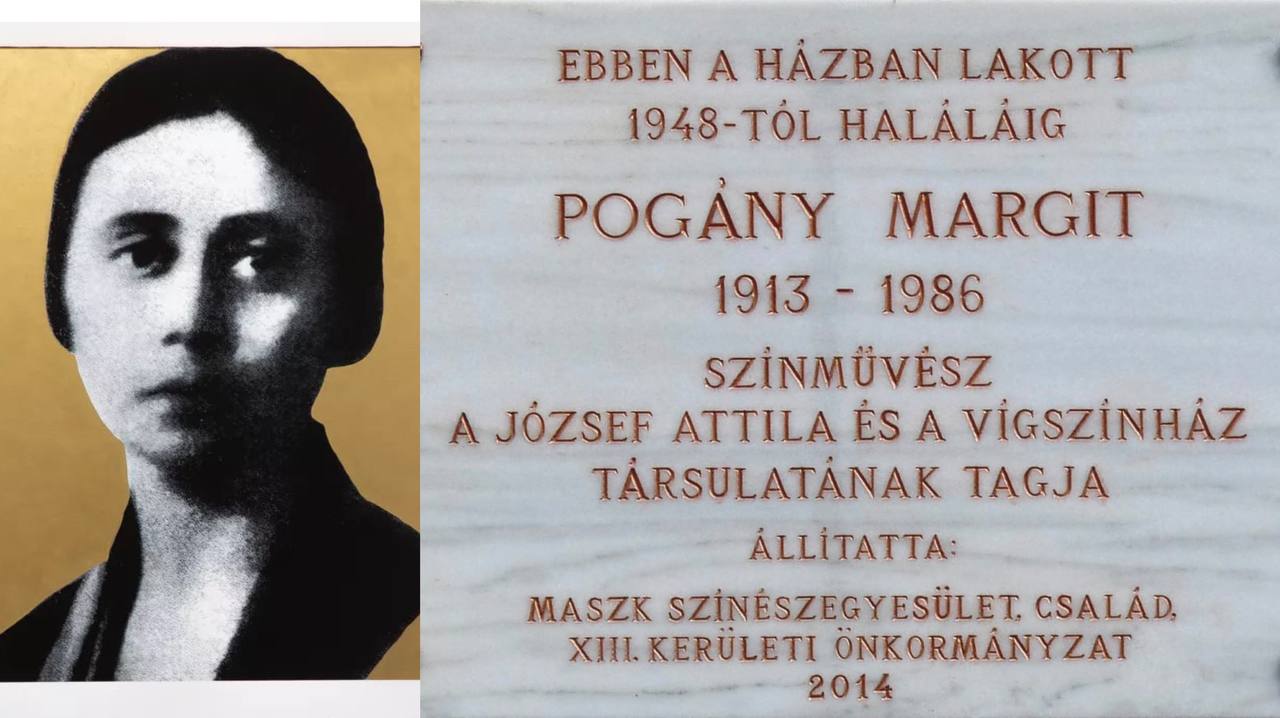 EBBEN A HÁZBAN LAKOTT
1948-TÓL HALÁLÁIG
POGÁNY MARGIT
1913 - 1986
SZÍNMŰVÉSZ
A JÓZSEF ATTILA ÉS A VÍGSZÍNHÁZ
TÁRSULATÁNAK TAGJA
ÁLLÍTATTA:
MASZK SZÍNÉSZEGYESÜLET, CSALÁD,
XIII. KERÜLETI ÖNKORMÁNYZAT
2014